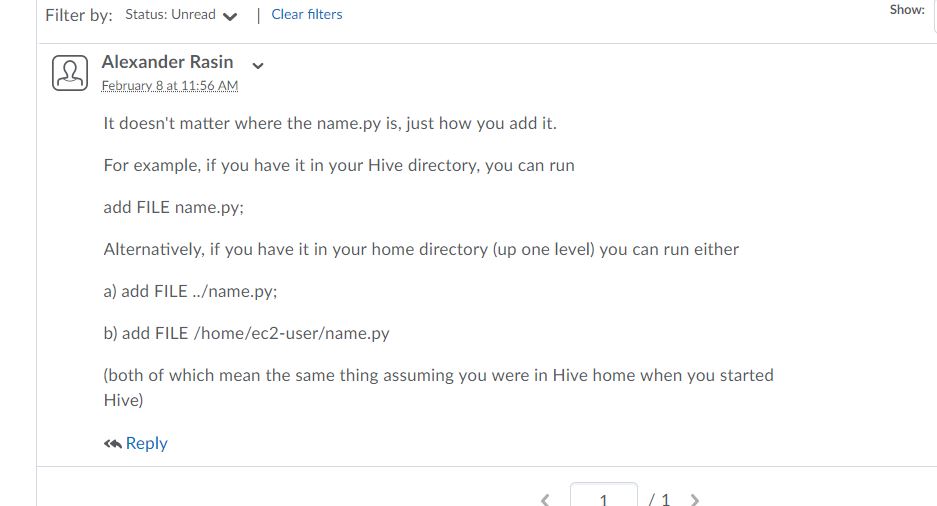 Filter by: Status: Unread | Clear filters
Show:
Alexander Rasin
February 8 at 11:56 AM
It doesn't matter where the name.py is, just how you add it.
For example, if you have it in your Hive directory, you can run
add FILE name.py;
Alternatively, if you have it in your home directory (up one level) you can run either
a) add FILE ../name.py;
b) add FILE /home/ec2-user/name.py
(both of which mean the same thing assuming you were in Hive home when you started
Hive)
Reply
1 / 1